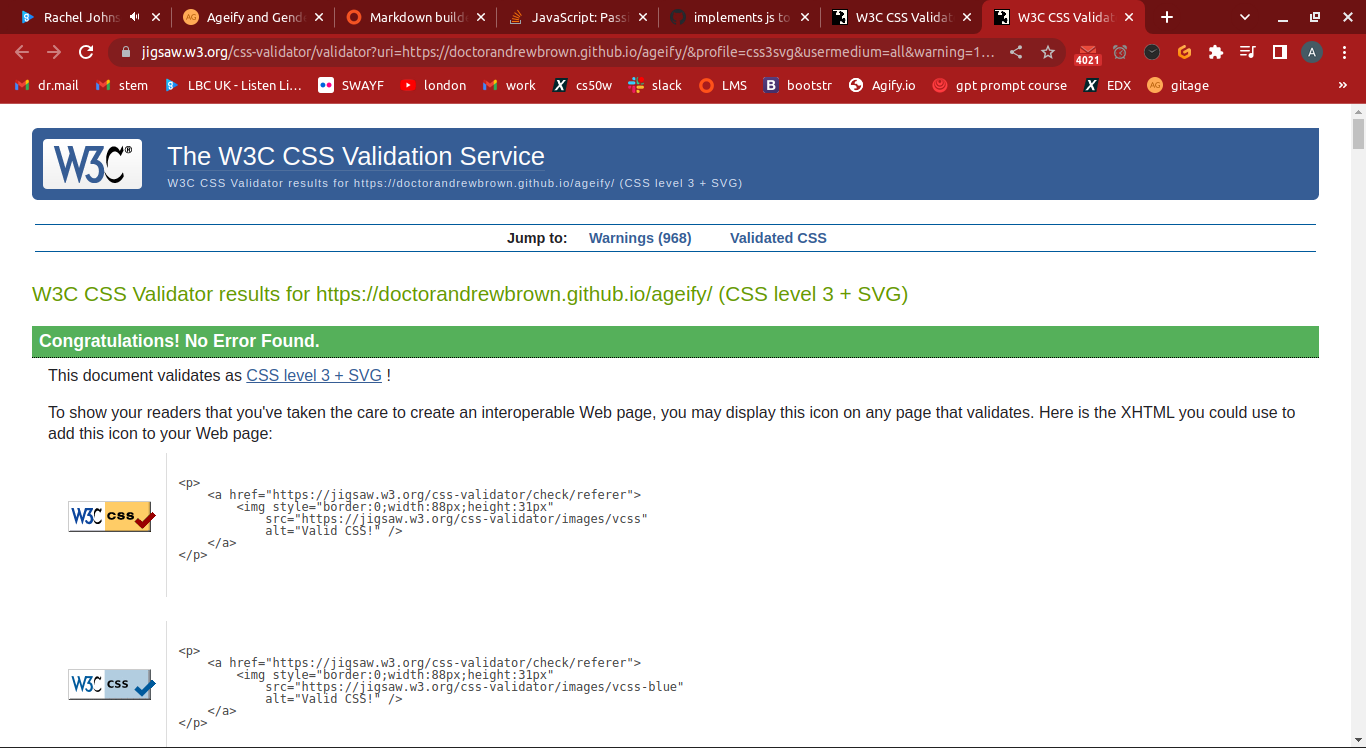 Rachel Johns
Ageify and Gende
Markdown builde
JavaScript: Passi
implements js to
W3C CSS Validat
W3C CSS Validat
jigsaw.w3.org/css-validator/validator?uri=https://doctorandrewbrown.github.io/ageify/&profile=css3svg&usermedium=all&warning=1...
4021
A
dr.mail
stem
LBC UK - Listen Li...
SWAYF
london
work
X cs50w
slack
LMS
B bootstr
Agify.io
gpt prompt course
X EDX
AG gitage
»
W3C®
The W3C CSS Validation Service
W3C CSS Validator results for https://doctorandrewbrown.github.io/ageify/ (CSS level 3 + SVG)
Jump to: Warnings (968) Validated CSS
W3C CSS Validator results for https://doctorandrewbrown.github.io/ageify/ (CSS level 3 + SVG)
Congratulations! No Error Found.
This document validates as CSS level 3 + SVG !
To show your readers that you've taken the care to create an interoperable Web page, you may display this icon on any page that validates. Here is the XHTML you could use to
add this icon to your Web page:
W3C css
<p>
<a href="https://jigsaw.w3.org/css-validator/check/referer">
<img style="border:0;width:88px;height:31px"
src="https://jigsaw.w3.org/css-validator/images/vcss"
alt="Valid CSS!" />
</a>
</p>
W3C css
<p>
<a href="https://jigsaw.w3.org/css-validator/check/referer">
<img style="border:0;width:88px;height:31px"
src="https://jigsaw.w3.org/css-validator/images/vcss-blue"
alt="Valid CSS!" />
</a>
</p>